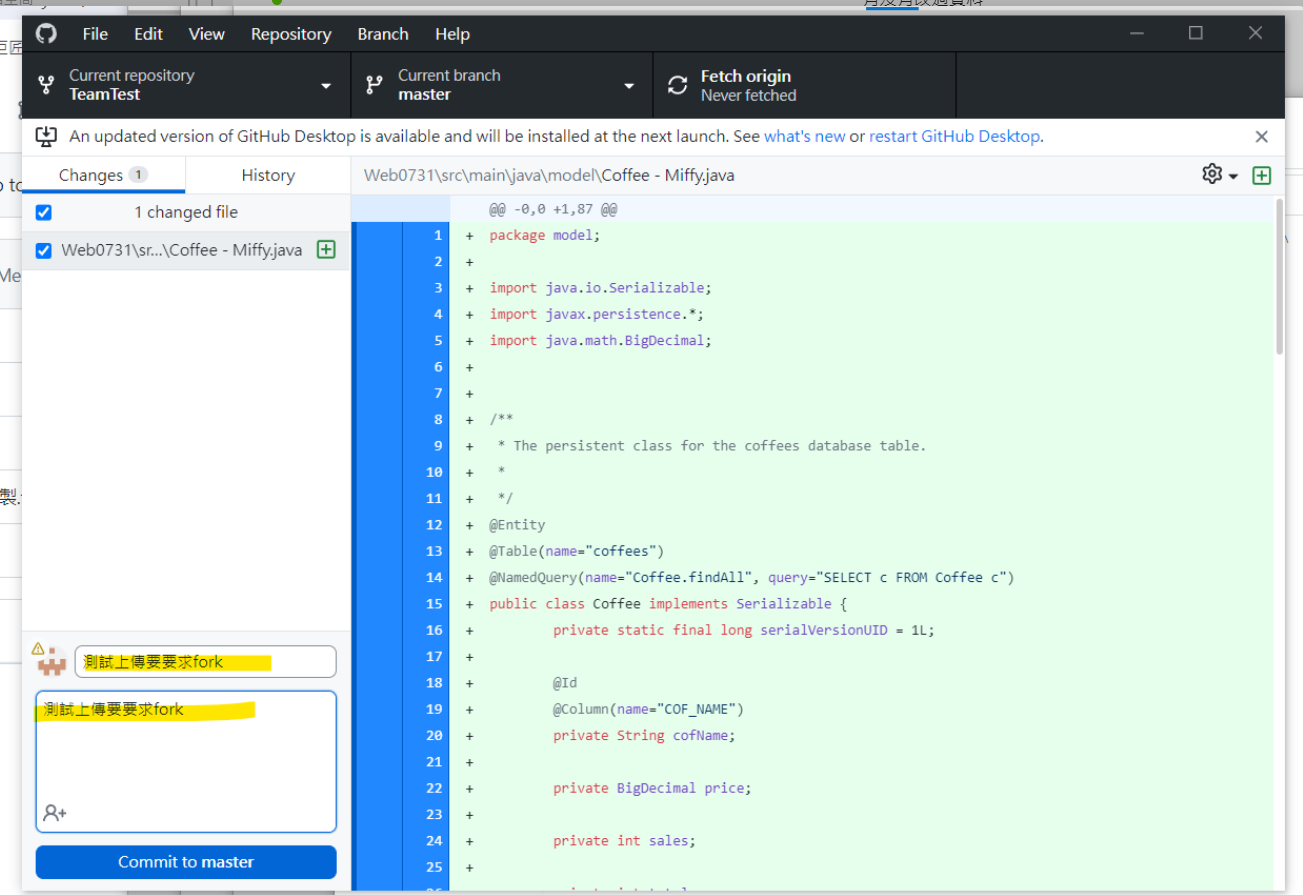 File Edit View Repository Branch Help
Current repository
TeamTest
Current branch
master
Fetch origin
Never fetched
An updated version of GitHub Desktop is available and will be installed at the next launch. See what's new or restart GitHub Desktop.
Changes 1
History
Web0731\src\main\java\model\Coffee - Miffy.java
1 changed file
Web0731\sr...\Coffee - Miffy.java
@@ -0,0 +1,87 @@
1 + package model;
2 +
3 + import java.io.Serializable;
4 + import javax.persistence.*;
5 + import java.math.BigDecimal;
6 +
7 +
8 + /**
9 + * The persistent class for the coffees database table.
10 + *
11 + */
12 + @Entity
13 + @Table(name="coffees")
14 + @NamedQuery(name="Coffee.findAll", query="SELECT c FROM Coffee c")
15 + public class Coffee implements Serializable {
16 + private static final long serialVersionUID = 1L;
17 +
18 + @Id
19 + @Column(name="COF_NAME")
20 + private String cofName;
21 +
22 + private BigDecimal price;
23 +
24 + private int sales;
25 +
測試上傳要要求fork
測試上傳要要求fork
Commit to master